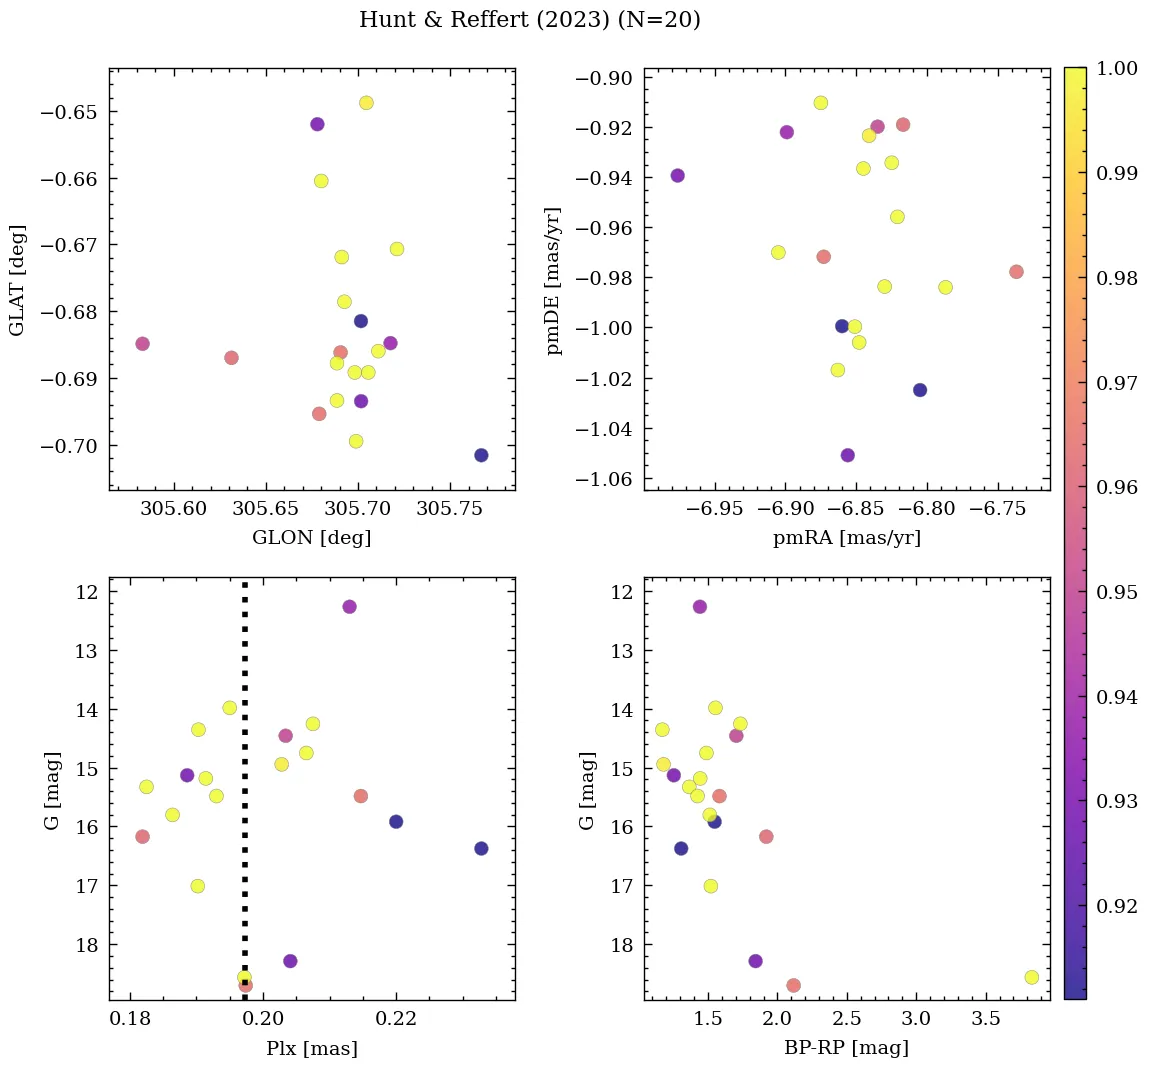 Hunt & Reffert (2023) (N=20)
−0.65
−0.66
−0.67
−0.68
−0.69
−0.70
GLAT [deg]
305.60 305.65 305.70 305.75
GLON [deg]
−0.90
−0.92
−0.94
−0.96
−0.98
−1.00
−1.02
−1.04
−1.06
pmDE [mas/yr]
−6.95 −6.90 −6.85 −6.80 −6.75
pmRA [mas/yr]
12
13
14
15
16
17
18
G [mag]
0.18 0.20 0.22
Plx [mas]
12
13
14
15
16
17
18
G [mag]
1.5 2.0 2.5 3.0 3.5
BP-RP [mag]
1.00
0.99
0.98
0.97
0.96
0.95
0.94
0.93
0.92